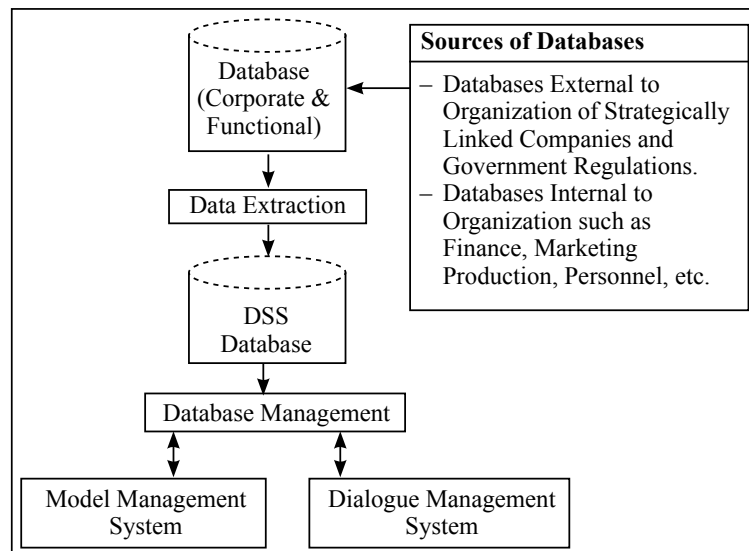 Database
(Corporate &
Functional)
Sources of Databases
– Databases External to
Organization of Strategically
Linked Companies and
Government Regulations.
– Databases Internal to
Organization such as
Finance, Marketing
Production, Personnel, etc.
Data Extraction
DSS
Database
Database Management
Model Management
System
Dialogue Management
System